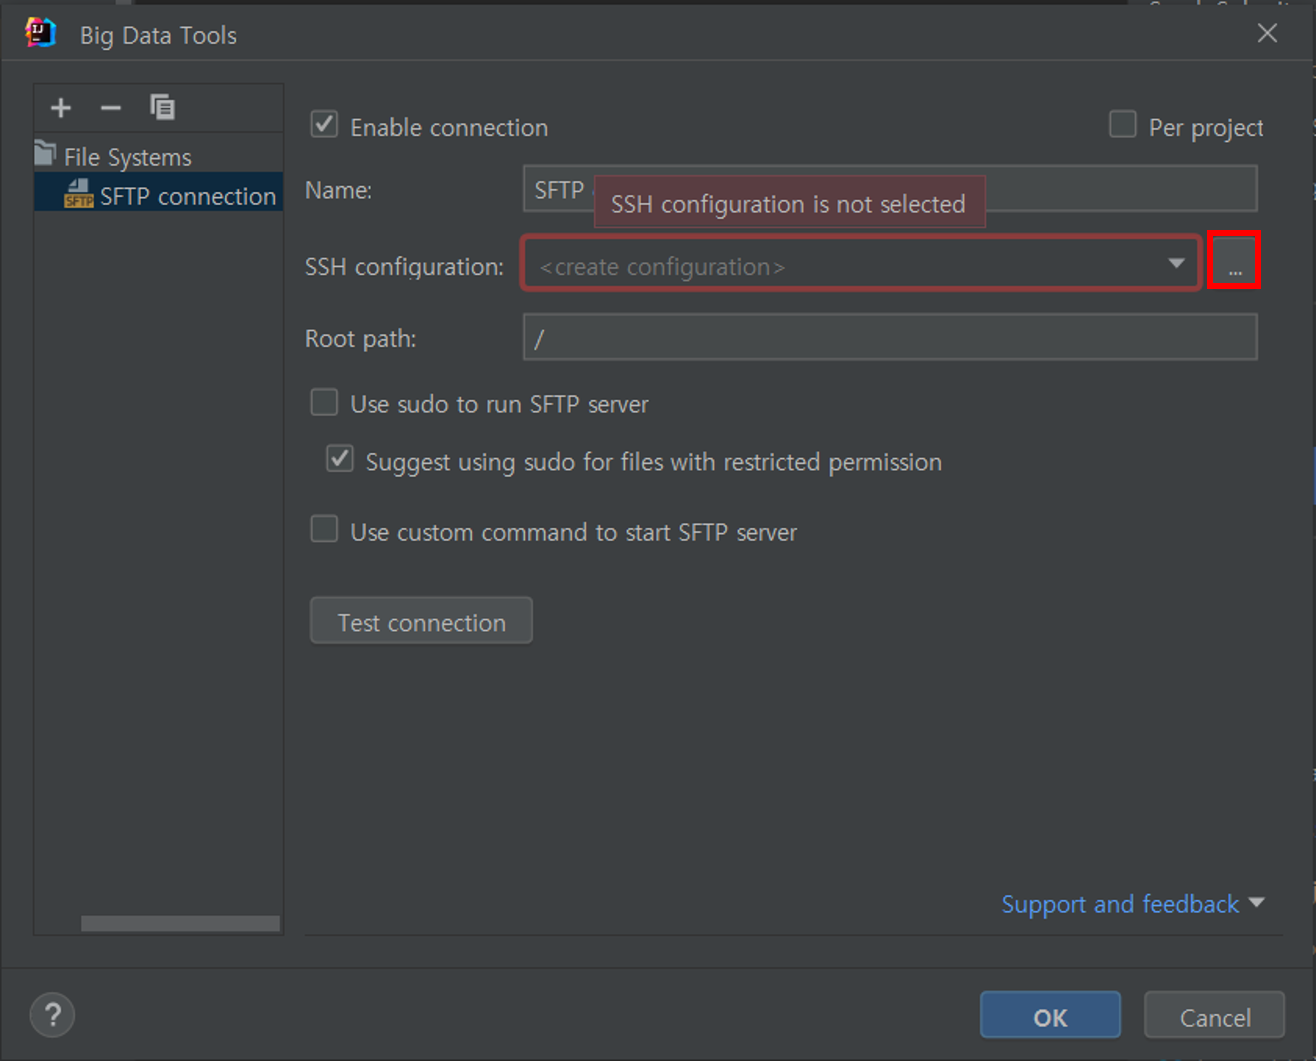 Big Data Tools
File Systems
SFTP connection
Enable connection
Per project
Name:
SFTP
SSH configuration is not selected
SSH configuration:
<create configuration>
...
Root path:
/
Use sudo to run SFTP server
Suggest using sudo for files with restricted permission
Use custom command to start SFTP server
Test connection
Support and feedback
?
OK
Cancel